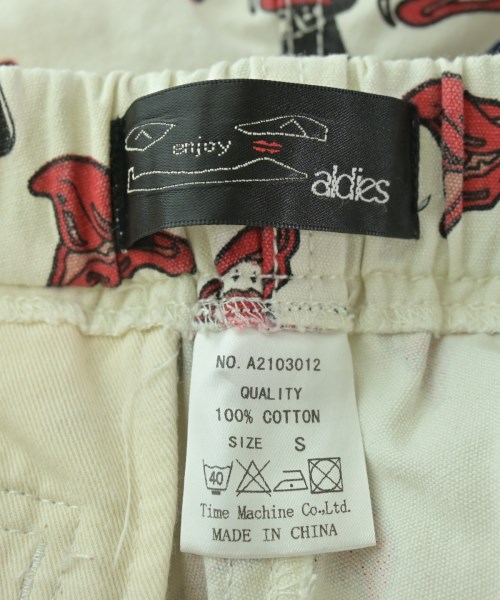 enjoy
aldies
NO. A2103012
QUALITY
100% COTTON
SIZE S
40
Time Machine Co.,Ltd.
MADE IN CHINA